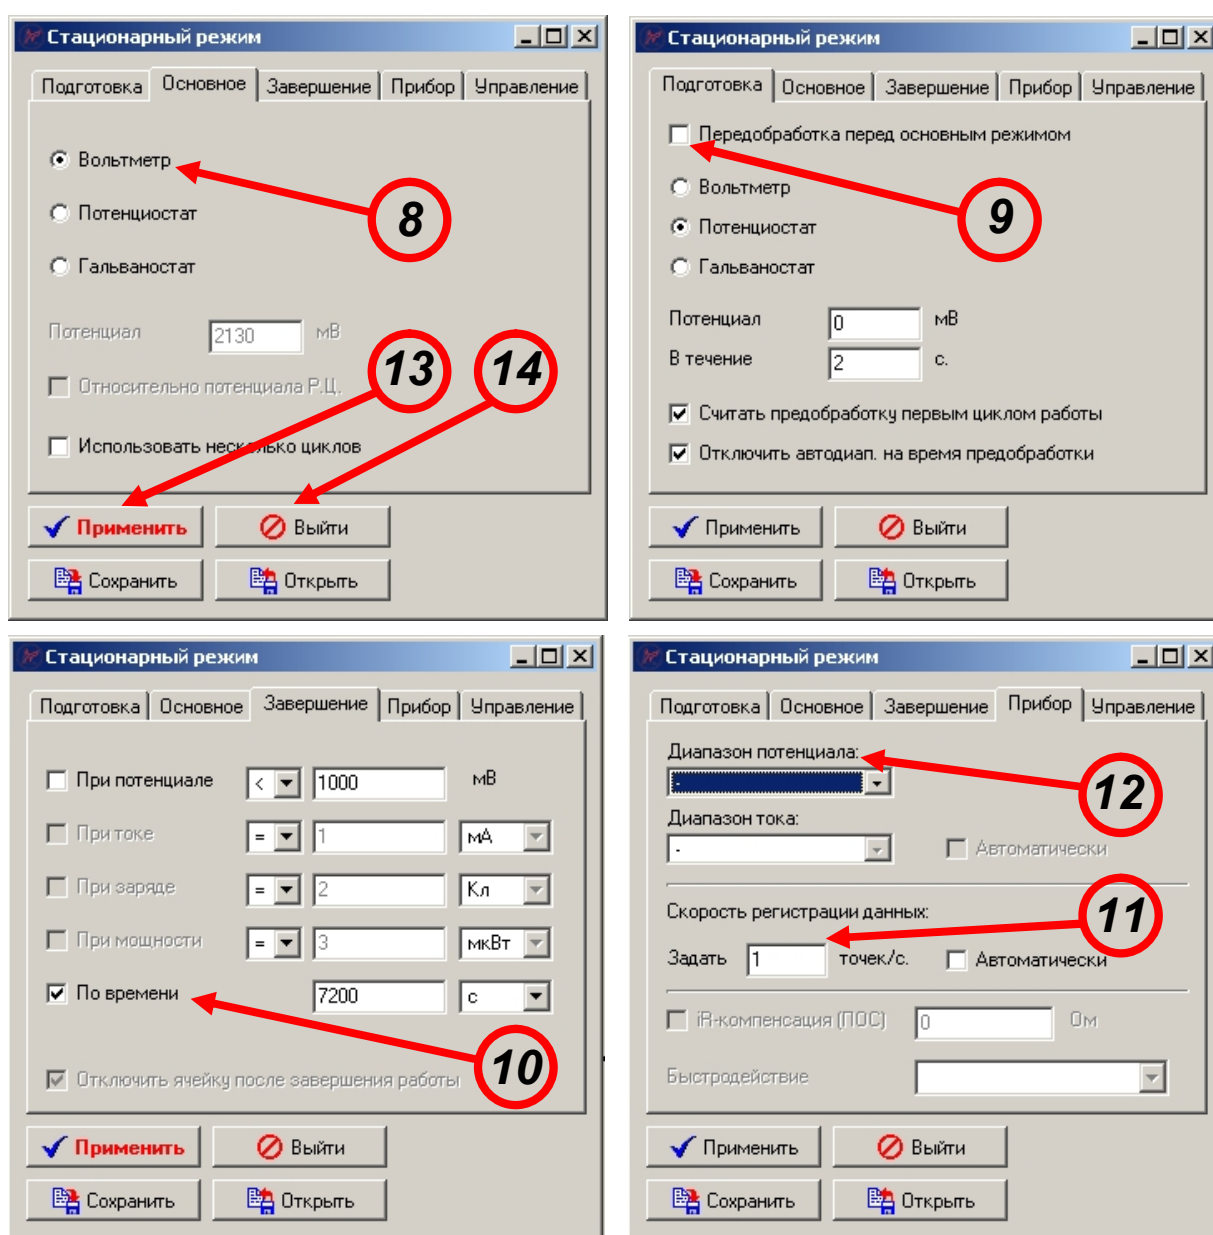 Стационарный режим
Подготовка Основное Завершение Прибор Управление
Вольтметр
8
Потенциостат
Гальваностат
Потенциал 2130 мВ
13 14
Относительно потенциала Р.Ц.
Использовать несколько циклов
Применить Выйти
Сохранить Открыть
Стационарный режим
Подготовка Основное Завершение Прибор Управление
Передобработка перед основным режимом
Вольтметр
9
Потенциостат
Гальваностат
Потенциал 0 мВ
В течение 2 с.
Считать предобработку первым циклом работы
Отключить автодиап. на время предобработки
Применить Выйти
Сохранить Открыть
Стационарный режим
Подготовка Основное Завершение Прибор Управление
При потенциале < 1000 мВ
При токе = 1 мА
При заряде = 2 Кл
При мощности = 3 мкВт
По времени 7200 с
10
Отключить ячейку после завершения работы
Применить Выйти
Сохранить Открыть
Стационарный режим
Подготовка Основное Завершение Прибор Управление
Диапазон потенциала:
-
12
Диапазон тока:
- Автоматически
Скорость регистрации данных:
11
Задать 1 точек/с. Автоматически
iR-компенсация (ПОС) 0 Ом
Быстродействие
Применить Выйти
Сохранить Открыть